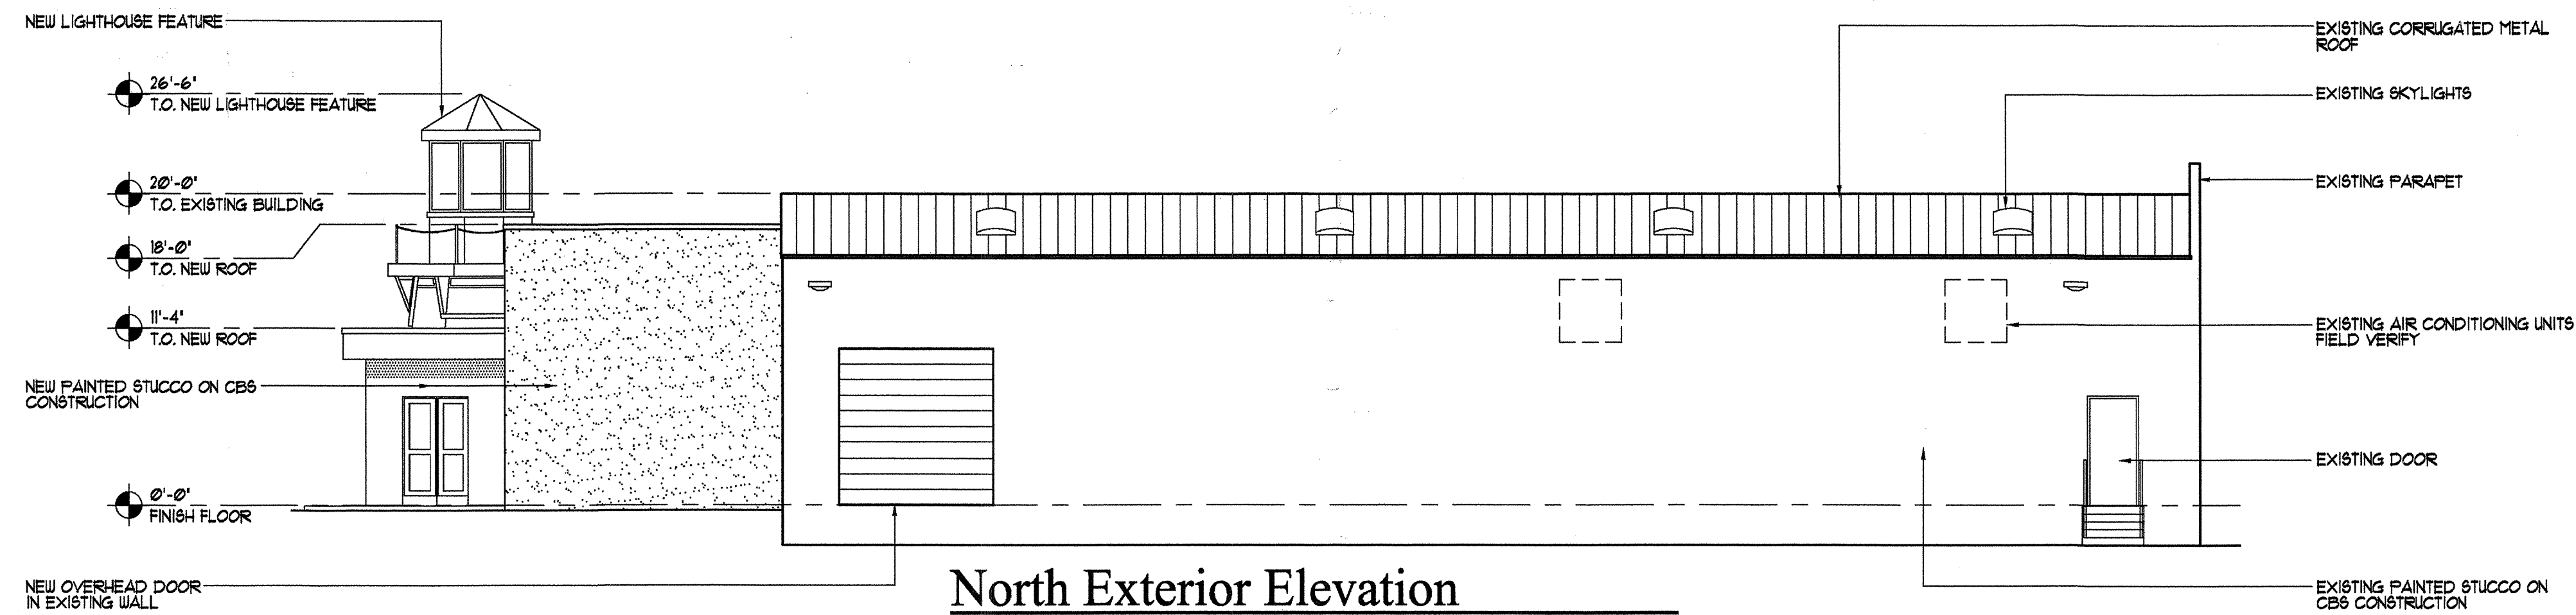 NEW LIGHTHOUSE FEATURE
26'-6"
T.O. NEW LIGHTHOUSE FEATURE
20'-0"
T.O. EXISTING BUILDING
18'-0"
T.O. NEW ROOF
11'-4"
T.O. NEW ROOF
NEW PAINTED STUCCO ON CBS
CONSTRUCTION
0'-0"
FINISH FLOOR
NEW OVERHEAD DOOR
IN EXISTING WALL
North Exterior Elevation
EXISTING CORRUGATED METAL
ROOF
EXISTING SKYLIGHTS
EXISTING PARAPET
EXISTING AIR CONDITIONING UNITS
FIELD VERIFY
EXISTING DOOR
EXISTING PAINTED STUCCO ON
CBS CONSTRUCTION